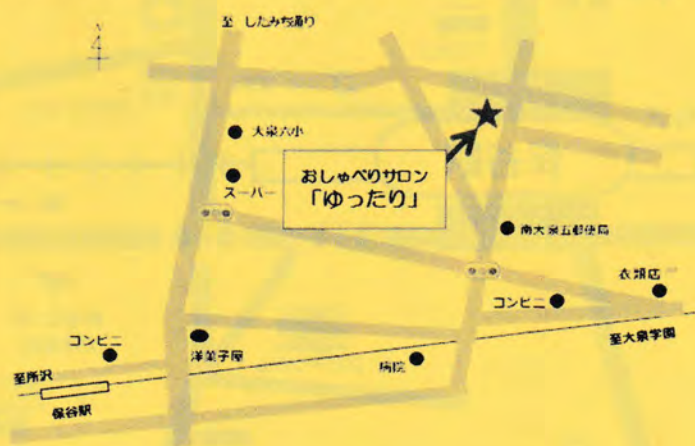 至 したみち通り
4
大泉六小
スーパー
おしゃべりサロン
「ゆったり」
南大泉五郵便局
衣類店
コンビニ
コンビニ
洋菓子屋
病院
至大泉学園
至所沢
保谷駅